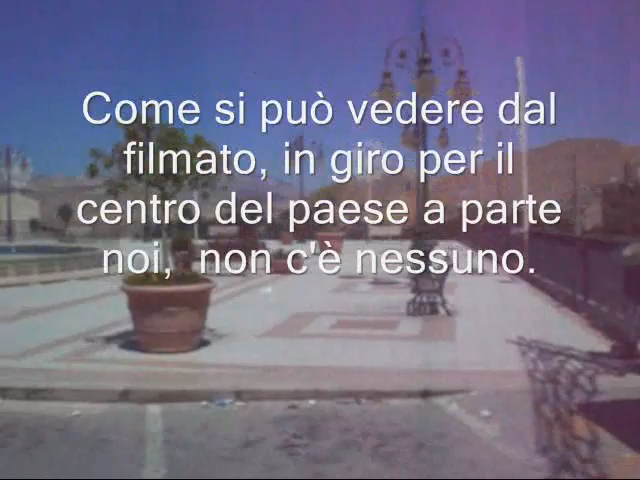 Come si può vedere dal
filmato, in giro per il
centro del paese a parte
noi,  non c'è nessuno.